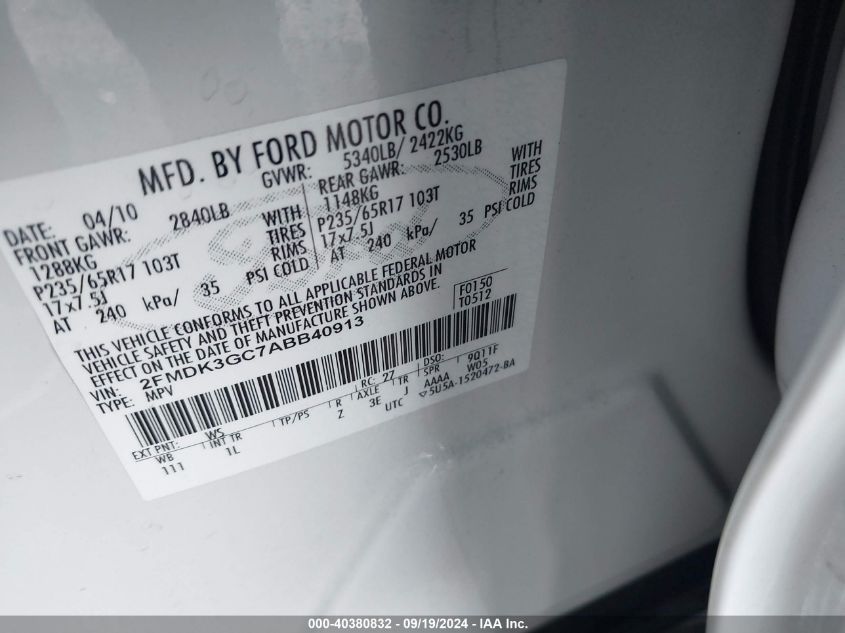 MFD. BY FORD MOTOR CO.
DATE: 04/10 GVWR: 5340LB/ 2422KG
FRONT GAWR: 2840LB REAR GAWR: 2530LB
1288KG WITH 1148KG WITH
P235/65R17 103T TIRES P235/65R17 103T TIRES
17x7.5J RIMS 17x7.5J RIMS
AT 240 kPa/ 35 PSI COLD AT 240 kPa/ 35 PSI COLD
THIS VEHICLE CONFORMS TO ALL APPLICABLE FEDERAL MOTOR
VEHICLE SAFETY AND THEFT PREVENTION STANDARDS IN
EFFECT ON THE DATE OF MANUFACTURE SHOWN ABOVE.
VIN: 2FMDK3GC7ABB40913 F0150
TYPE: MPV T0512
EXT PNT: WS RC: 27 DSO: 9Q11F
WB INT TR TP/PS R AXLE TR SPR W05
111 1L Z 3E J AAAA
UTC ▽5U5A-1520472-BA
000-40380832 - 09/19/2024 - IAA Inc.